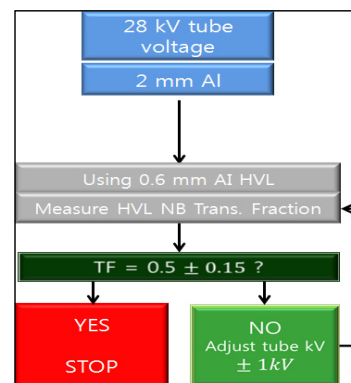 28 kV tube
voltage
2 mm Al
Using 0.6 mm AI HVL
Measure HVL NB Trans. Fraction
TF = 0.5 ± 0.15 ?
YES
STOP
NO
Adjust tube kV
± 1kV